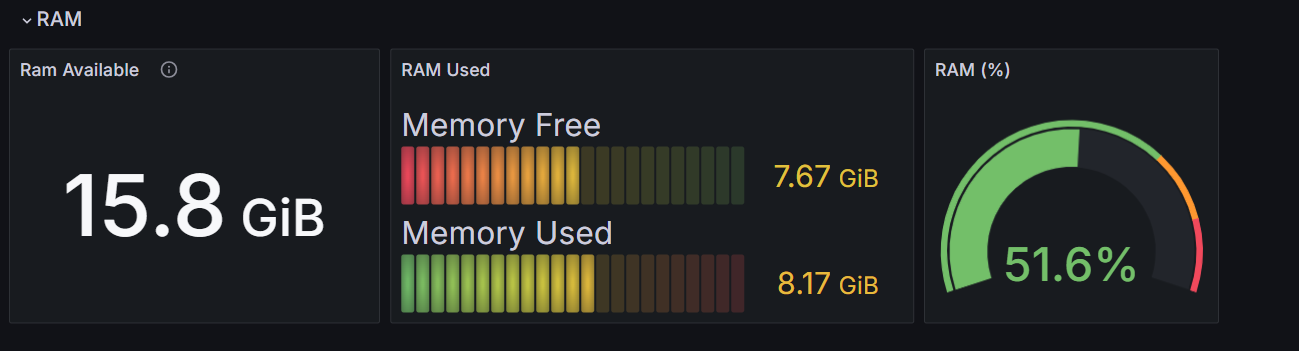 RAM
Ram Available
15.8 GiB
RAM Used
Memory Free
7.67 GiB
Memory Used
8.17 GiB
RAM (%)
51.6%